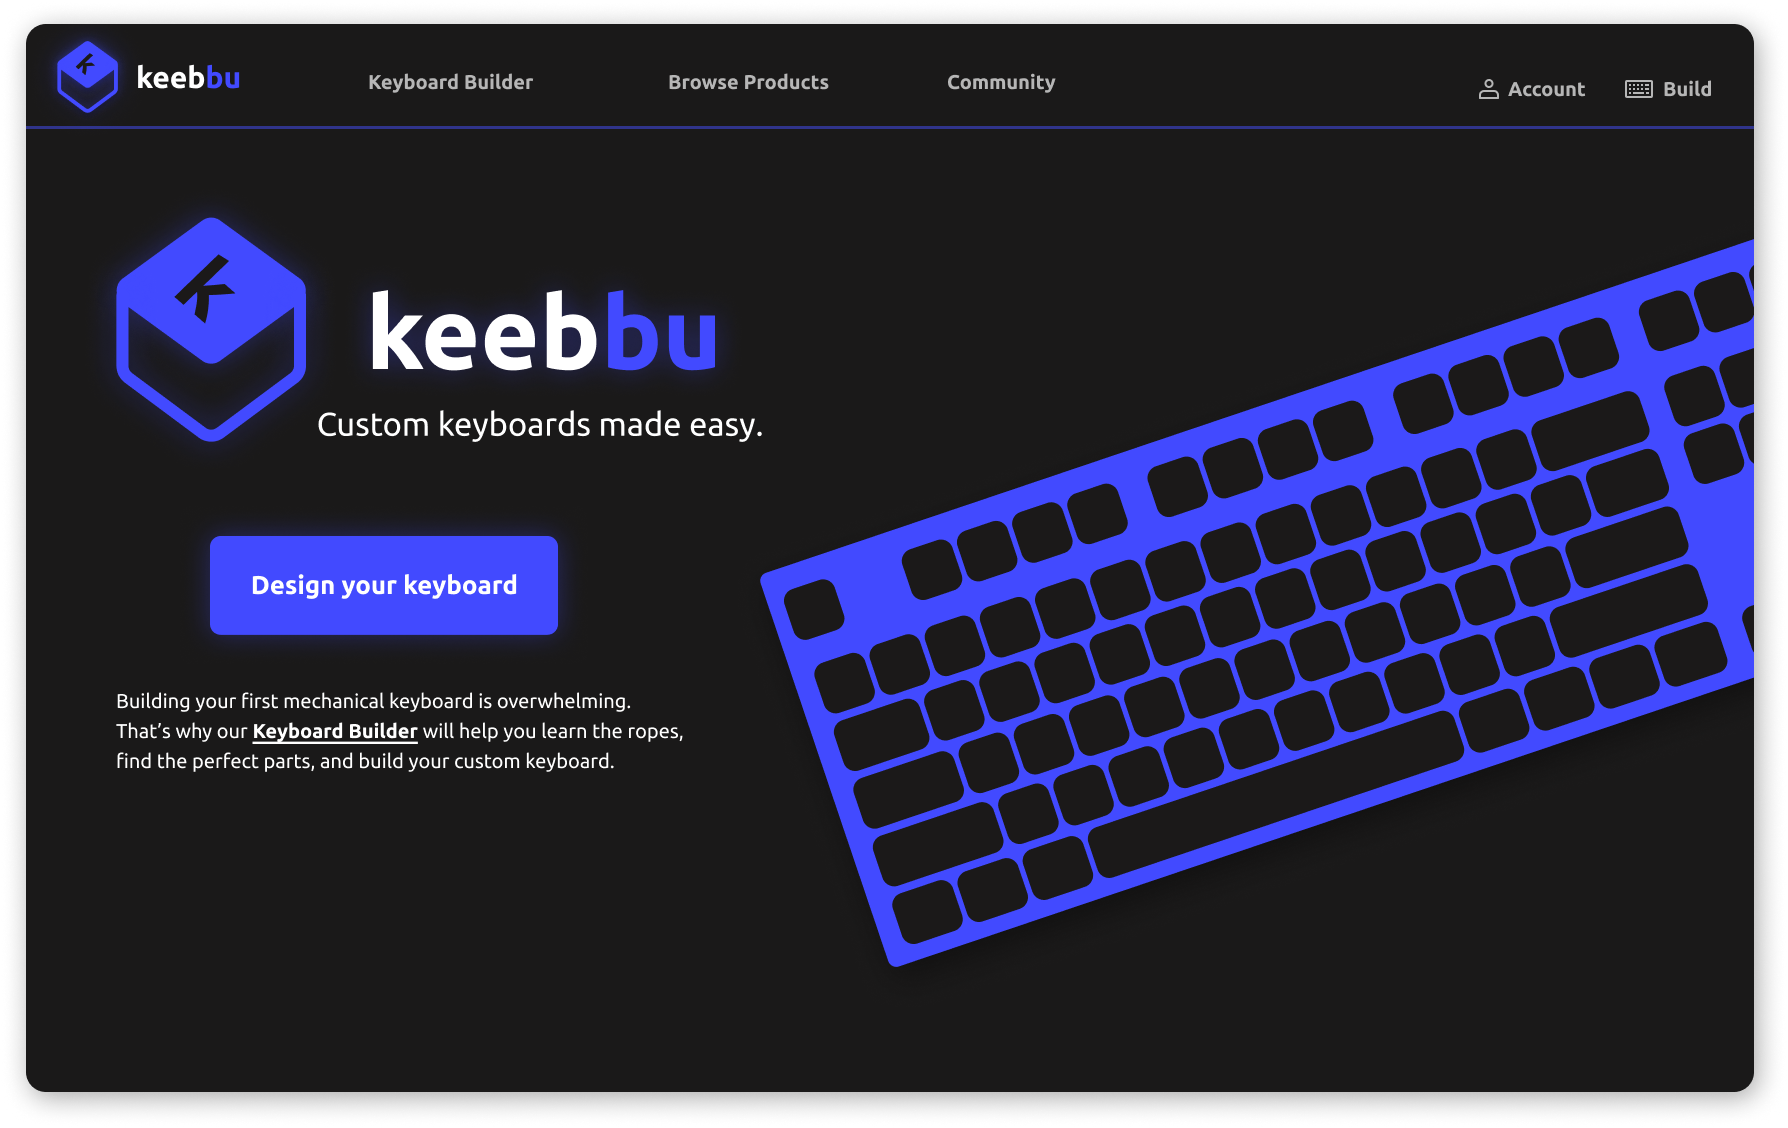 K
keebbu
Keyboard Builder
Browse Products
Community
Account
Build
K
keebbu
Custom keyboards made easy.
Design your keyboard
Building your first mechanical keyboard is overwhelming.
That’s why our Keyboard Builder will help you learn the ropes,
find the perfect parts, and build your custom keyboard.